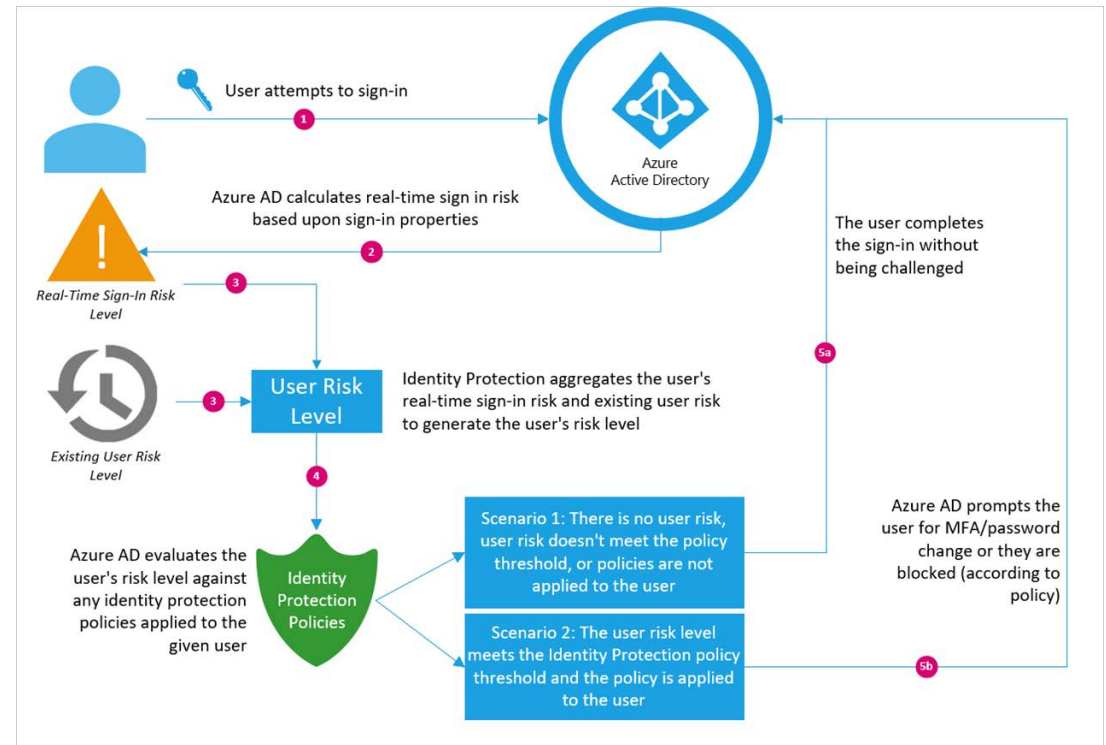 User attempts to sign-in
1
Azure
Active Directory
Azure AD calculates real-time sign in risk
based upon sign-in properties
2
Real-Time Sign-In Risk
Level
3
The user completes
the sign-in without
being challenged
5a
Existing User Risk
Level
3
User Risk
Level
Identity Protection aggregates the user's
real-time sign-in risk and existing user risk
to generate the user's risk level
4
Azure AD evaluates the
user's risk level against
any identity protection
policies applied to the
given user
Identity
Protection
Policies
Scenario 1: There is no user risk,
user risk doesn't meet the policy
threshold, or policies are not
applied to the user
Scenario 2: The user risk level
meets the Identity Protection policy
threshold and the policy is applied
to the user
Azure AD prompts the
user for MFA/password
change or they are
blocked (according to
policy)
5b